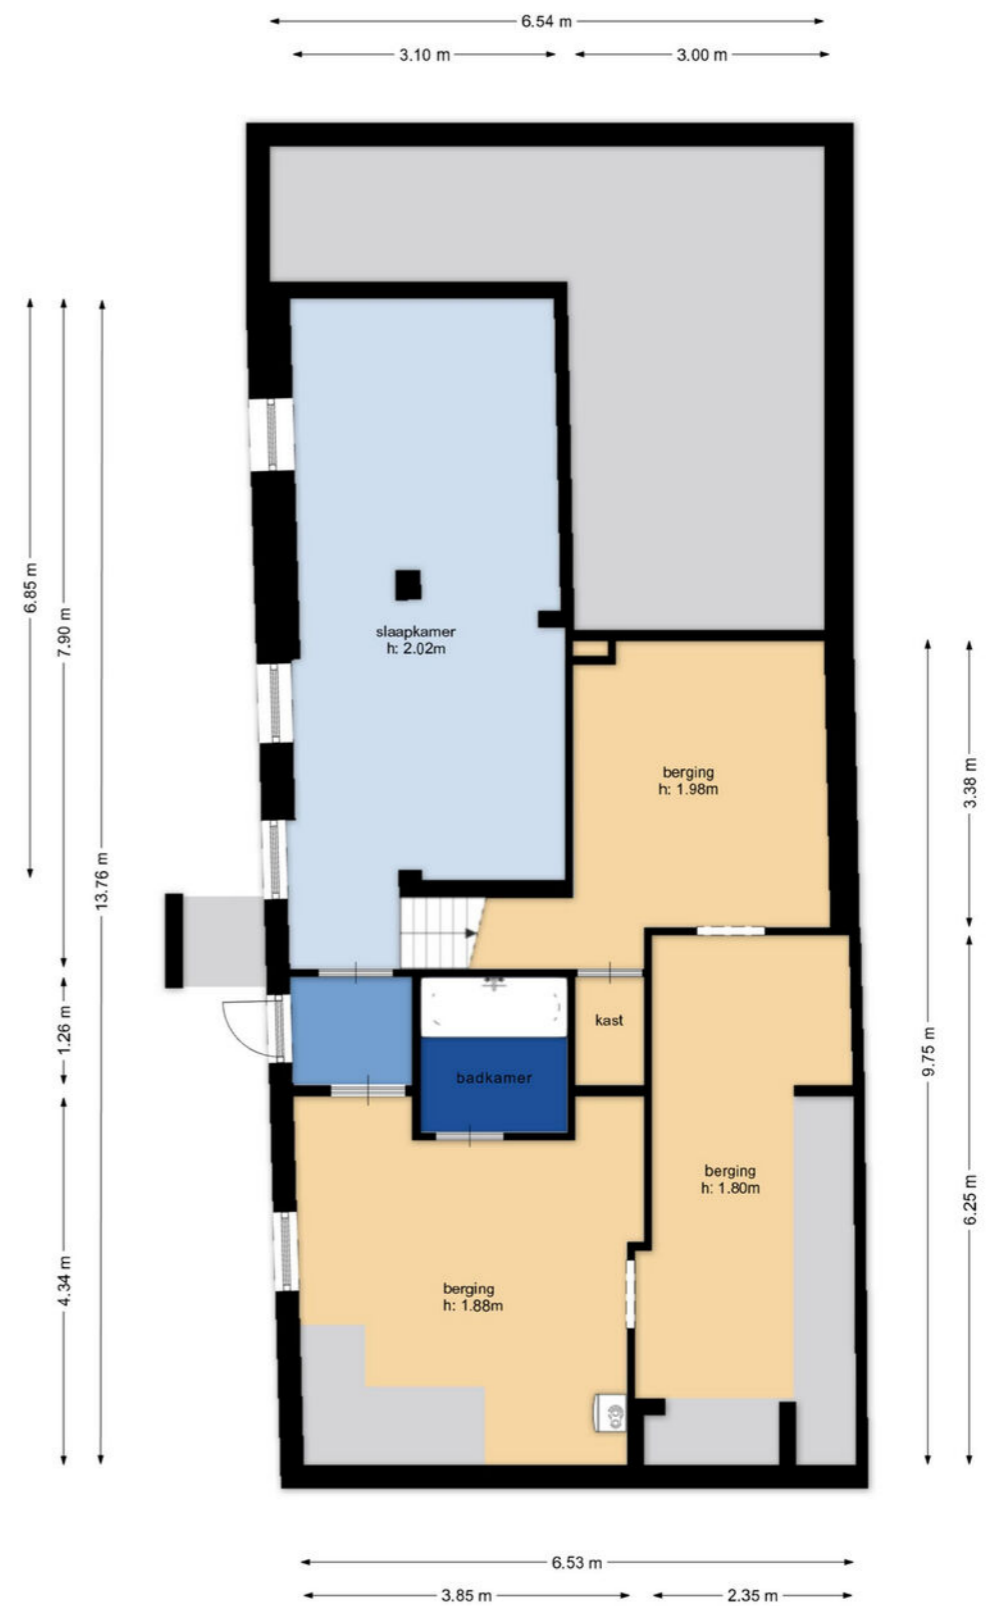 6.54 m
3.10 m
3.00 m
6.85 m
7.90 m
13.76 m
slaapkamer
h: 2.02m
berging
h: 1.98m
3.38 m
1.26 m
kast
badkamer
9.75 m
berging
h: 1.80m
6.25 m
4.34 m
berging
h: 1.88m
6.53 m
3.85 m
2.35 m